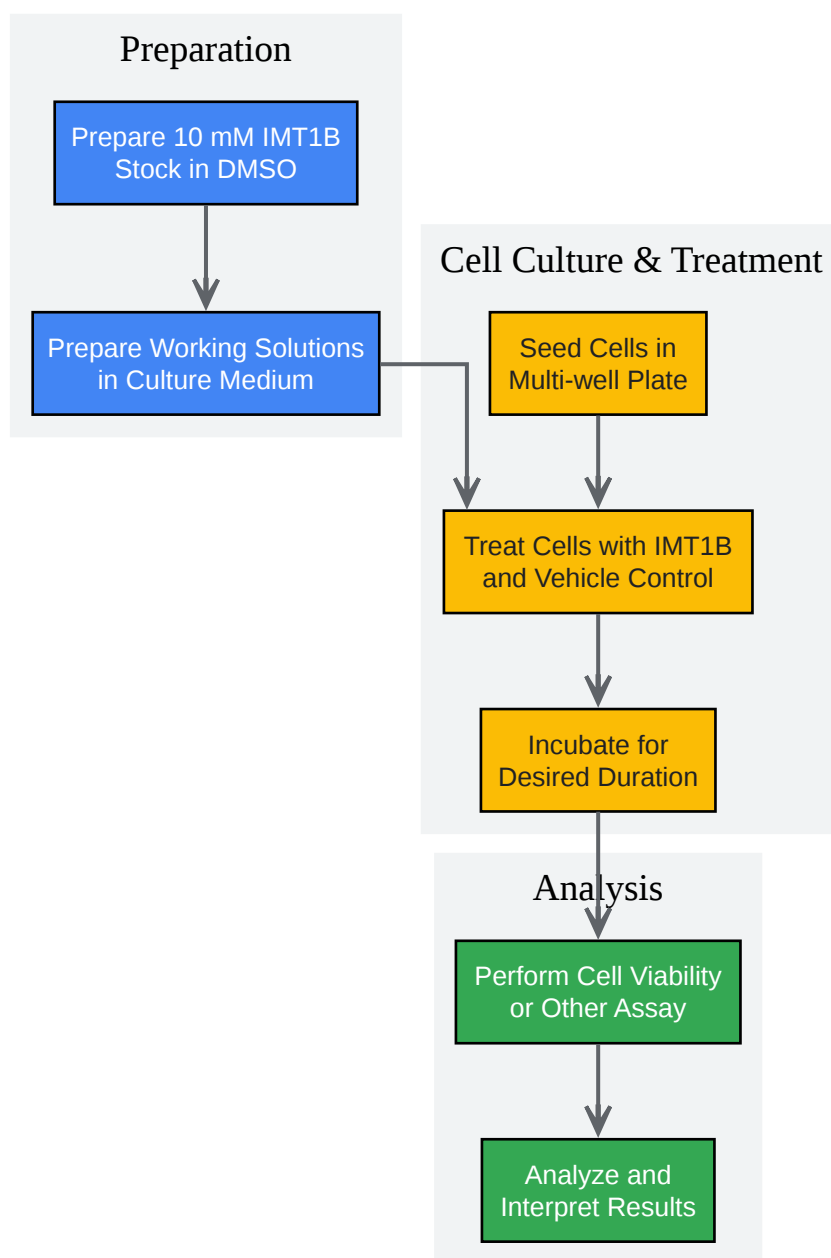 Preparation
Prepare 10 mM IMT1B
Stock in DMSO
Prepare Working Solutions
in Culture Medium
Cell Culture & Treatment
Seed Cells in
Multi-well Plate
Treat Cells with IMT1B
and Vehicle Control
Incubate for
Desired Duration
Analysis
Perform Cell Viability
or Other Assay
Analyze and
Interpret Results